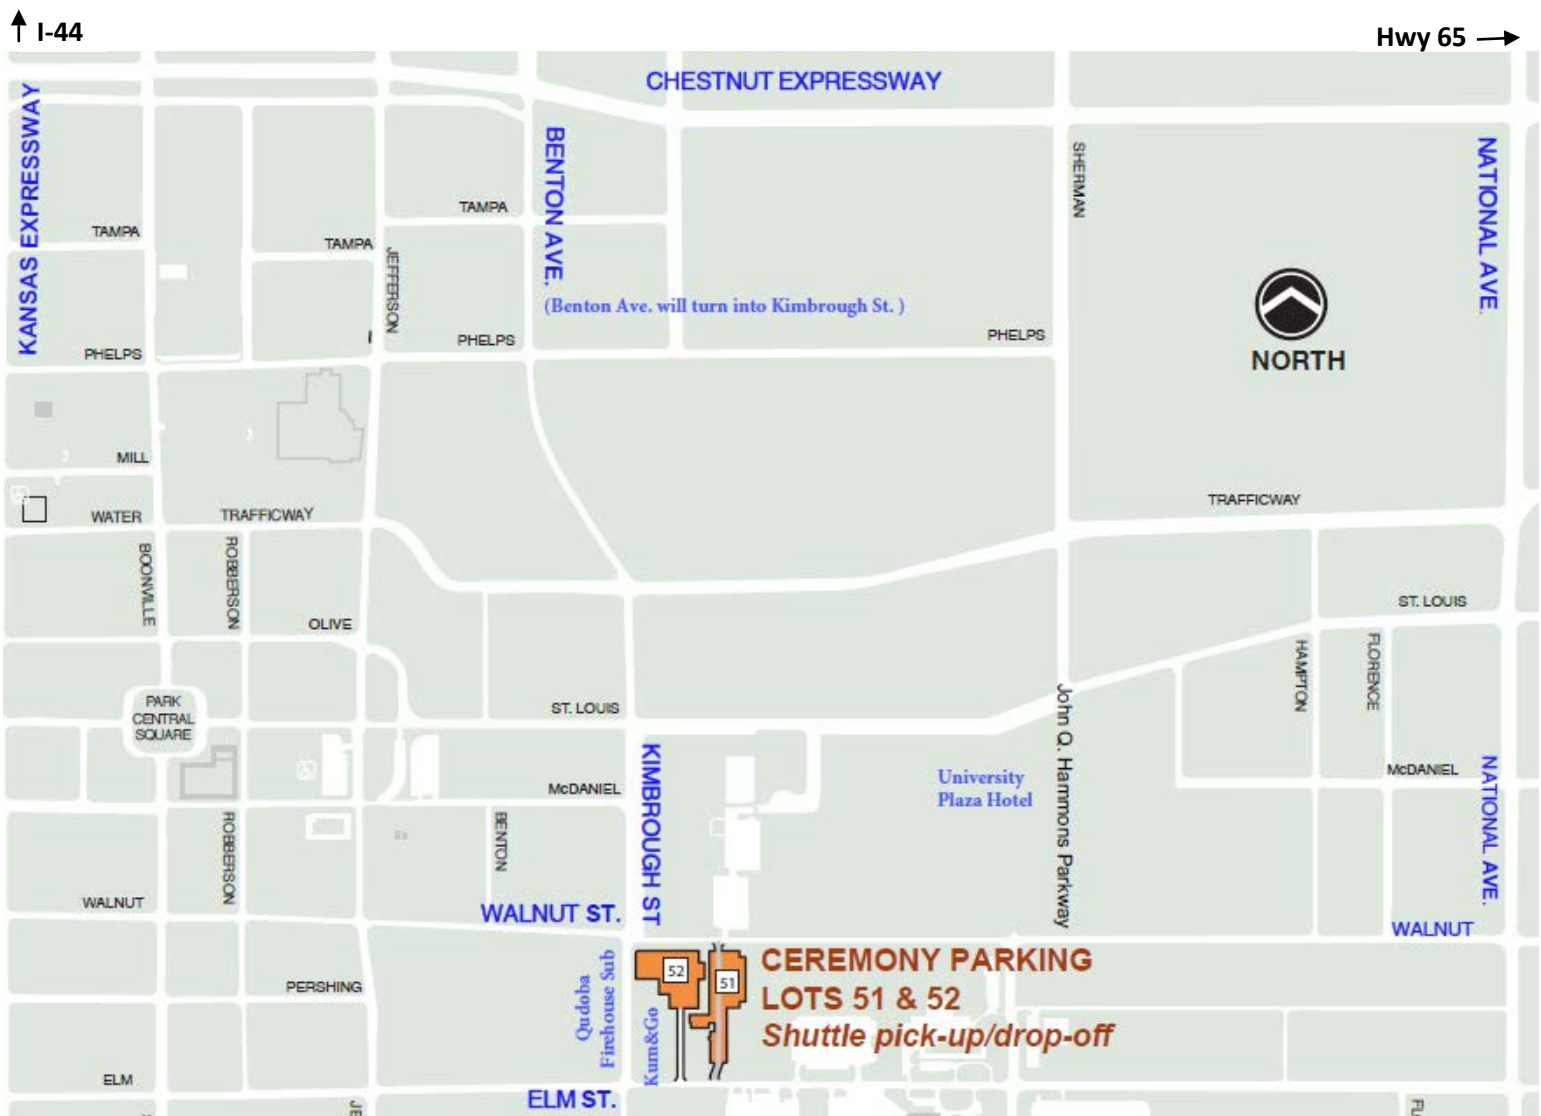 I-44
Hwy 65
CHESTNUT EXPRESSWAY
KANSAS EXPRESSWAY
BENTON AVE.
SHERMAN
NATIONAL AVE.
TAMPA
TAMPA
TAMPA
JEFFERSON
(Benton Ave. will turn into Kimbrough St. )
PHELPS
PHELPS
PHELPS
NORTH
MILL
WATER
TRAFFICWAY
TRAFFICWAY
BOONVILLE
ROBBERSON
OLIVE
ST. LOUIS
HAMPTON
FLORENCE
PARK
CENTRAL
SQUARE
ST. LOUIS
John Q. Hammons Parkway
KIMBROUGH ST
University
Plaza Hotel
McDANIEL
McDANIEL
NATIONAL AVE.
ROBBERSON
BENTON
WALNUT
WALNUT ST.
WALNUT
52
51
CEREMONY PARKING
LOTS 51 & 52
Shuttle pick-up/drop-off
Qudoba
Firehouse Sub
Kum&Go
PERSHING
ELM
ELM ST.
JE
FL